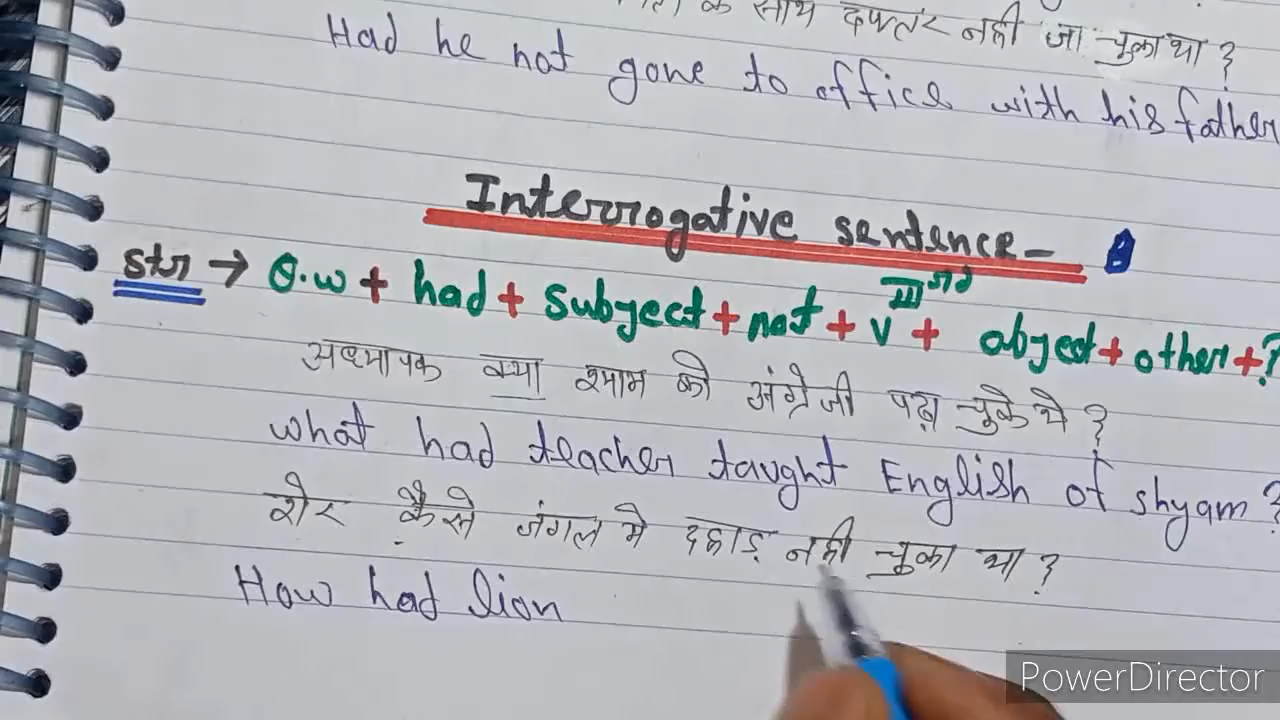 के साथ दफ्तर नही जा चुका था ?
Had he not gone to office with his father
Interrogative sentence-
str → Q.w + had + subject + not + V IIIrd + object + other + ?
अध्यापक क्या श्याम को अंग्रेजी पढ़ा चुके थे ?
what had teacher taught English of shyam ?
शेर कैसे जंगल मे दहाड़ नही चुका था ?
How had lion
PowerDirector